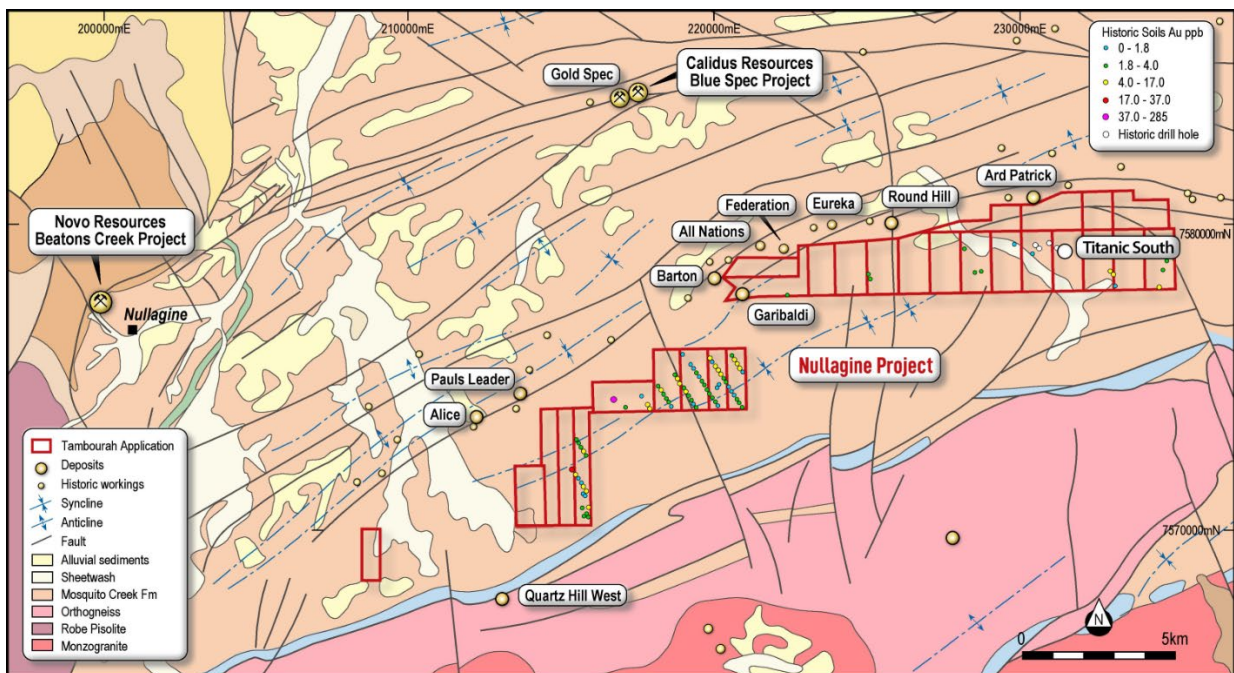 200000mE
210000mE
220000mE
230000mE
Historic Soils Au ppb
0 - 1.8
1.8 - 4.0
4.0 - 17.0
17.0 - 37.0
37.0 - 285
Historic drill hole
Gold Spec
Calidus Resources
Blue Spec Project
Ard Patrick
Round Hill
Eureka
Federation
All Nations
Novo Resources
Beatons Creek Project
7580000mN
Titanic South
Barton
Nullagine
Garibaldi
Nullagine Project
Pauls Leader
Alice
Tambourah Application
Deposits
Historic workings
Syncline
Anticline
Fault
Alluvial sediments
Sheetwash
Mosquito Creek Fm
Orthogneiss
Robe Pisolite
Monzogranite
7570000mN
Quartz Hill West
N
0
5km